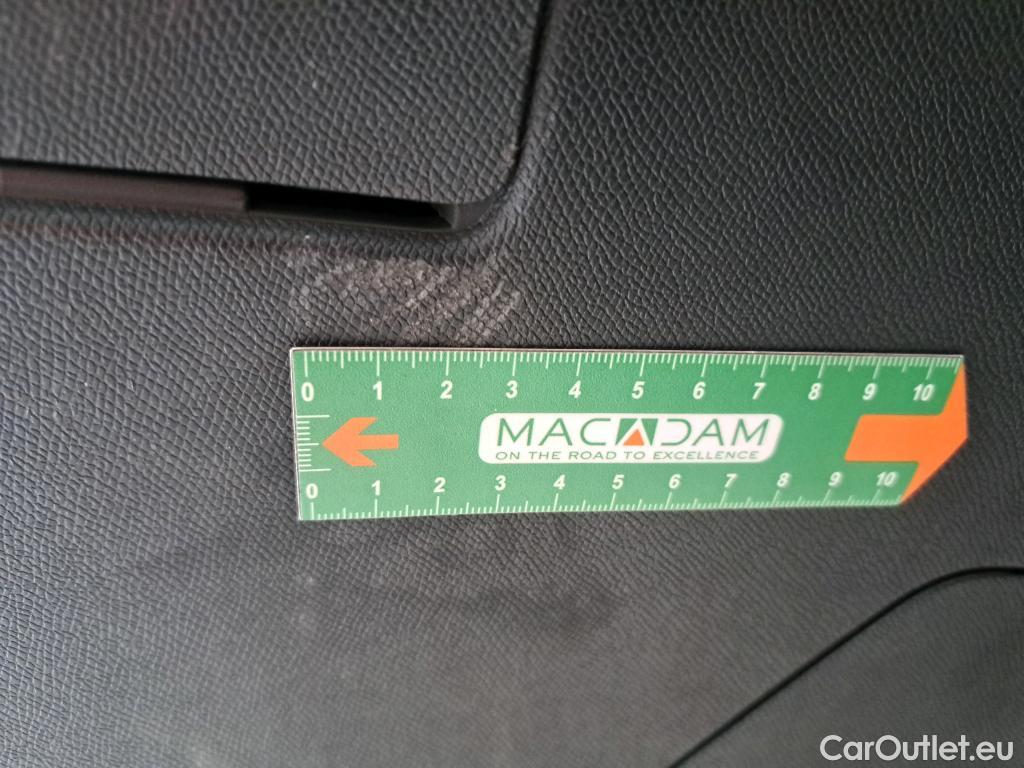 0 1 2 3 4 5 6 7 8 9 10
MACADAM
ON THE ROAD TO EXCELLENCE
0 1 2 3 4 5 6 7 8 9 10
CarOutlet.eu